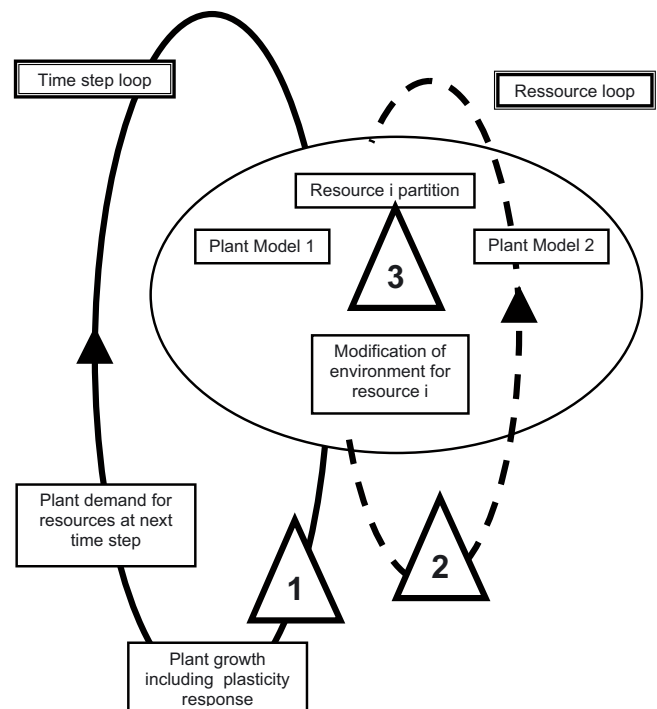 Time step loop
Ressource loop
Resource i partition
Plant Model 1
Plant Model 2
3
Modification of
environment for
resource i
Plant demand for
resources at next
time step
1
2
Plant growth
including plasticity
response